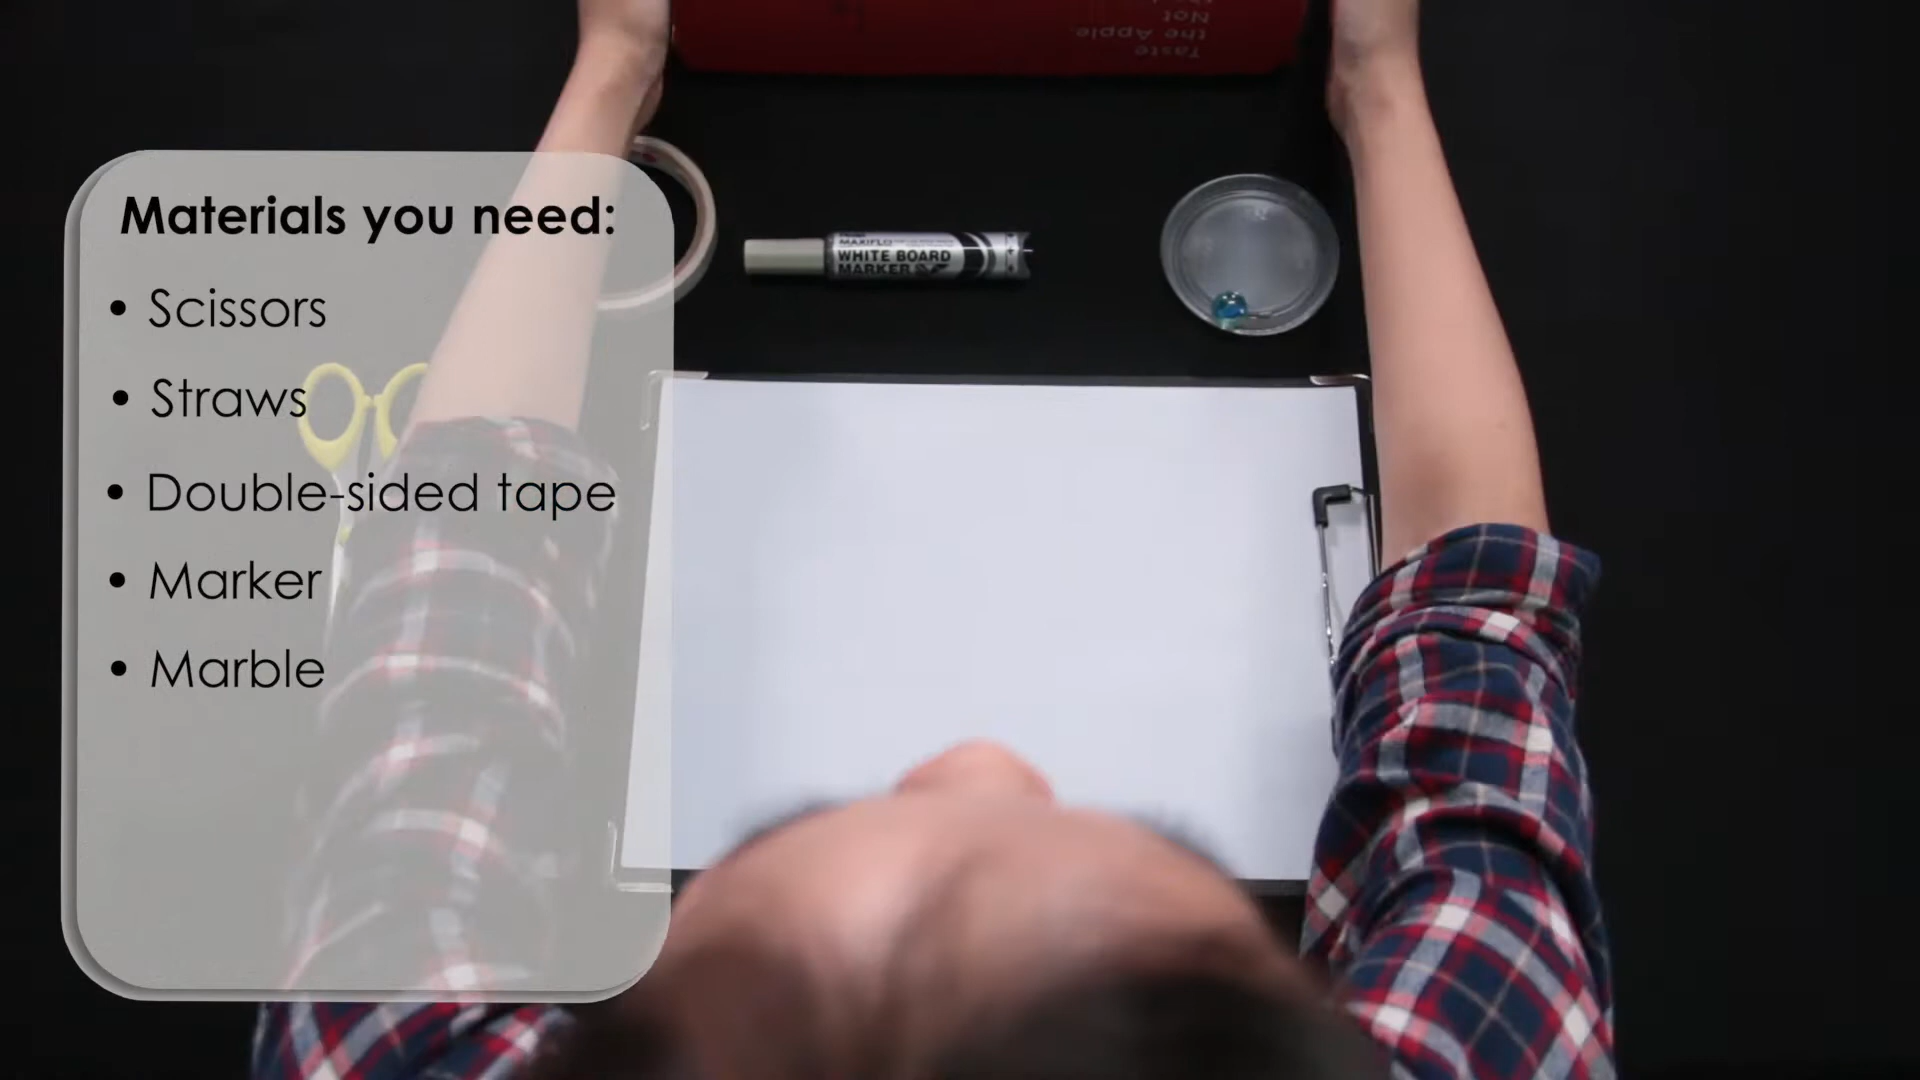 Materials you need:
• Scissors
• Straws
• Double-sided tape
• Marker
• Marble
Taste
the Apple
Not
MAXIFLO
WHITE BOARD
MARKER